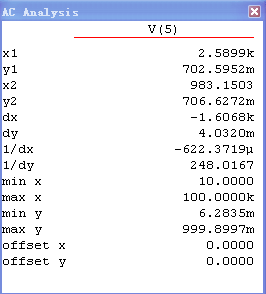 AC Analysis
V(5)
x1 2.5899k
y1 702.5952m
x2 983.1503
y2 706.6272m
dx -1.6068k
dy 4.0320m
1/dx -622.3719µ
1/dy 248.0167
min x 10.0000
max x 100.0000k
min y 6.2835m
max y 999.8997m
offset x 0.0000
offset y 0.0000